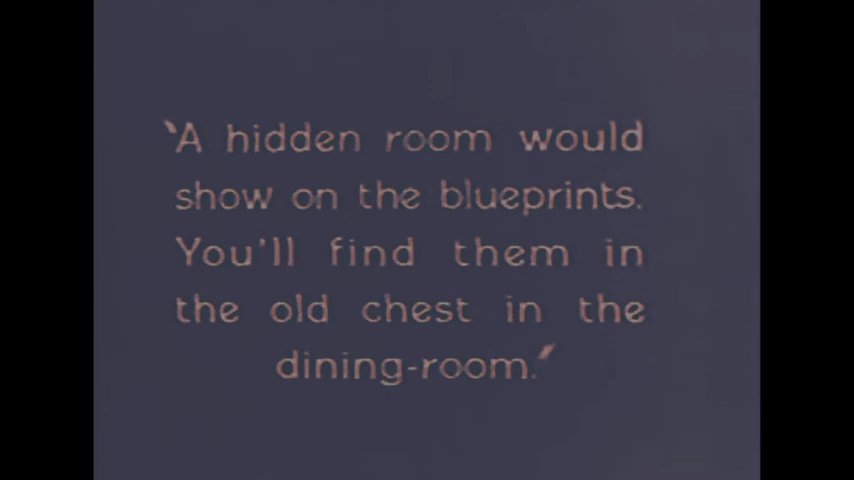 "A hidden room would
show on the blueprints.
You'll find them in
the old chest in the
dining-room."